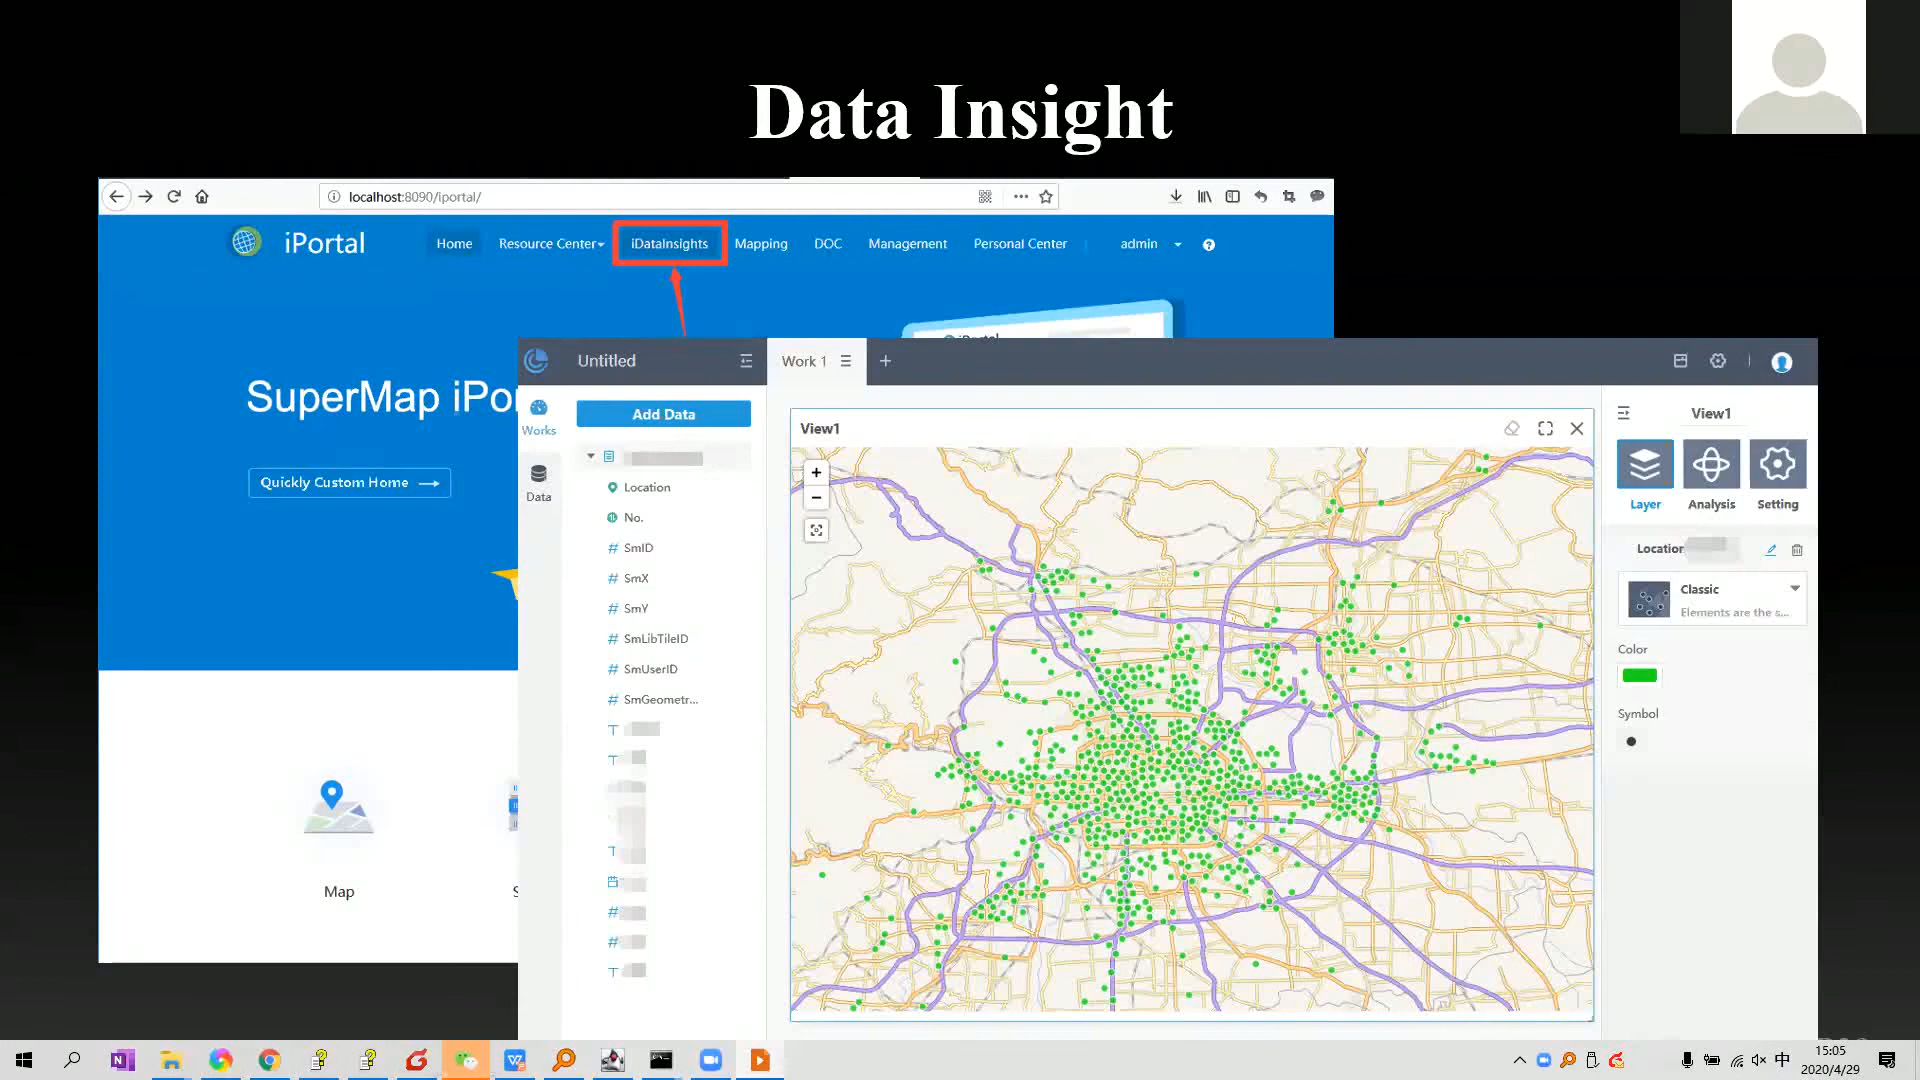 Data Insight
localhost:8090/iportal/
iPortal
Home
Resource Center
iDataInsights
Mapping
DOC
Management
Personal Center
admin
SuperMap iPor
Quickly Custom Home
Map
Untitled
Work 1
Works
Data
Add Data
Location
No.
SmID
SmX
SmY
SmLibTileID
SmUserID
SmGeometr...
View1
View1
Layer
Analysis
Setting
Location
Classic
Elements are the s...
Color
Symbol
中
15:05
2020/4/29